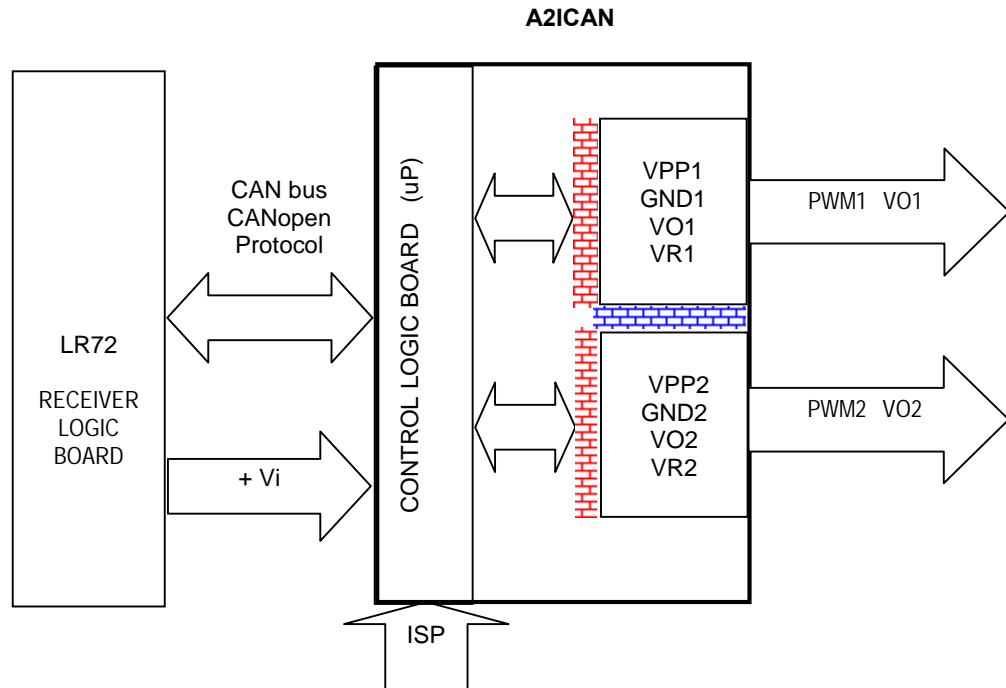 A2ICAN
LR72
RECEIVER
LOGIC
BOARD
CAN bus
CANopen
Protocol
+ Vi
CONTROL LOGIC BOARD (uP)
ISP
VPP1
GND1
VO1
VR1
VPP2
GND2
VO2
VR2
PWM1 VO1
PWM2 VO2